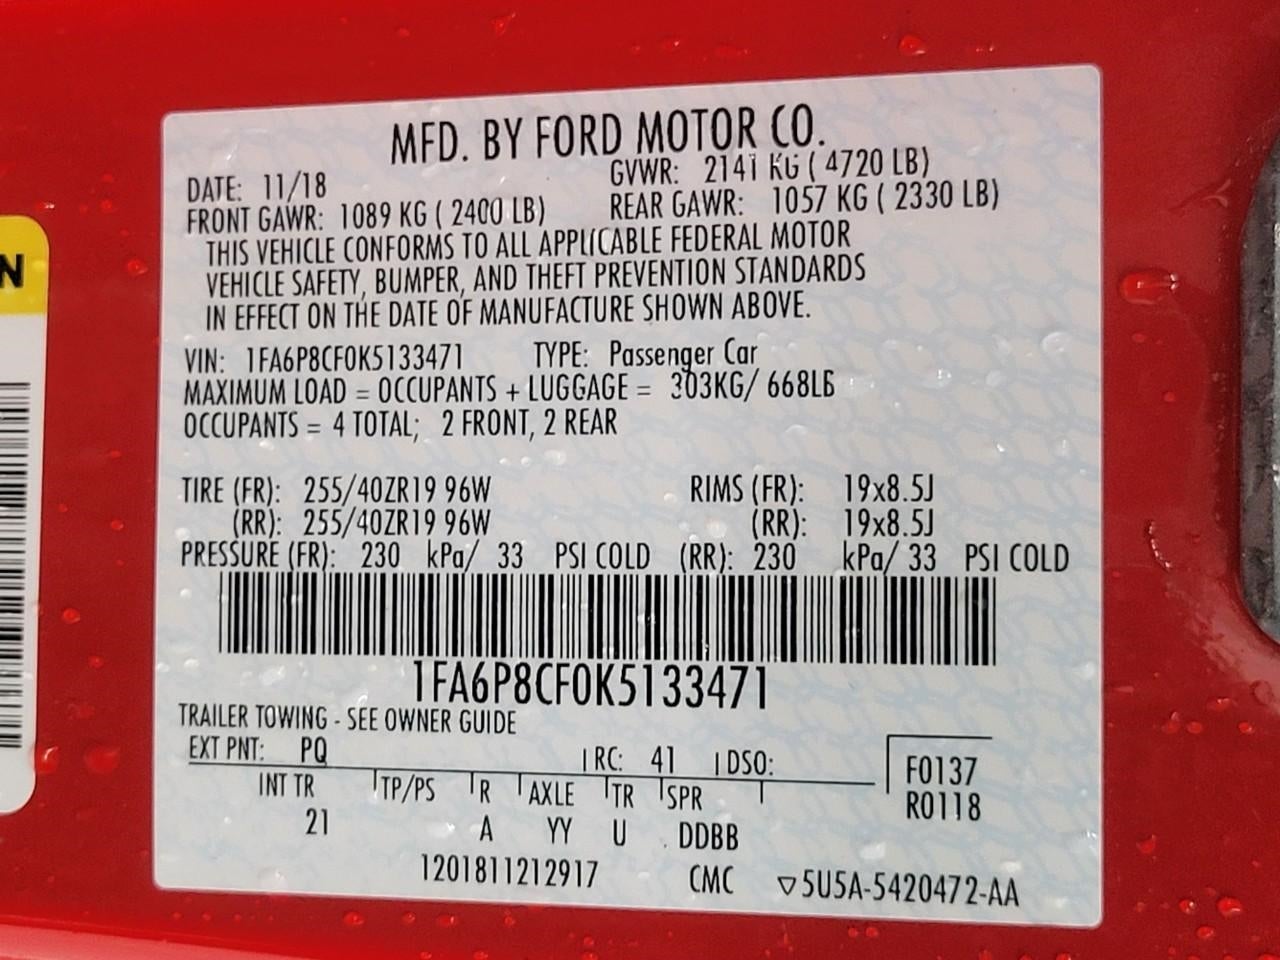 MFD. BY FORD MOTOR CO.
DATE: 11/18 GVWR: 2141 KG ( 4720 LB)
FRONT GAWR: 1089 KG ( 2400 LB) REAR GAWR: 1057 KG ( 2330 LB)
THIS VEHICLE CONFORMS TO ALL APPLICABLE FEDERAL MOTOR
VEHICLE SAFETY, BUMPER, AND THEFT PREVENTION STANDARDS
IN EFFECT ON THE DATE OF MANUFACTURE SHOWN ABOVE.
VIN: 1FA6P8CF0K5133471 TYPE: Passenger Car
MAXIMUM LOAD = OCCUPANTS + LUGGAGE = 303KG/ 668LB
OCCUPANTS = 4 TOTAL; 2 FRONT, 2 REAR
TIRE (FR): 255/40ZR19 96W RIMS (FR): 19x8.5J
(RR): 255/40ZR19 96W (RR): 19x8.5J
PRESSURE (FR): 230 kPa/ 33 PSI COLD (RR): 230 kPa/ 33 PSI COLD
1FA6P8CF0K5133471
TRAILER TOWING - SEE OWNER GUIDE
EXT PNT: PQ RC: 41 DSO:
F0137
INT TR TP/PS R AXLE TR SPR
R0118
21 A YY U DDBB
1201811212917 CMC ▽5U5A-5420472-AA
N